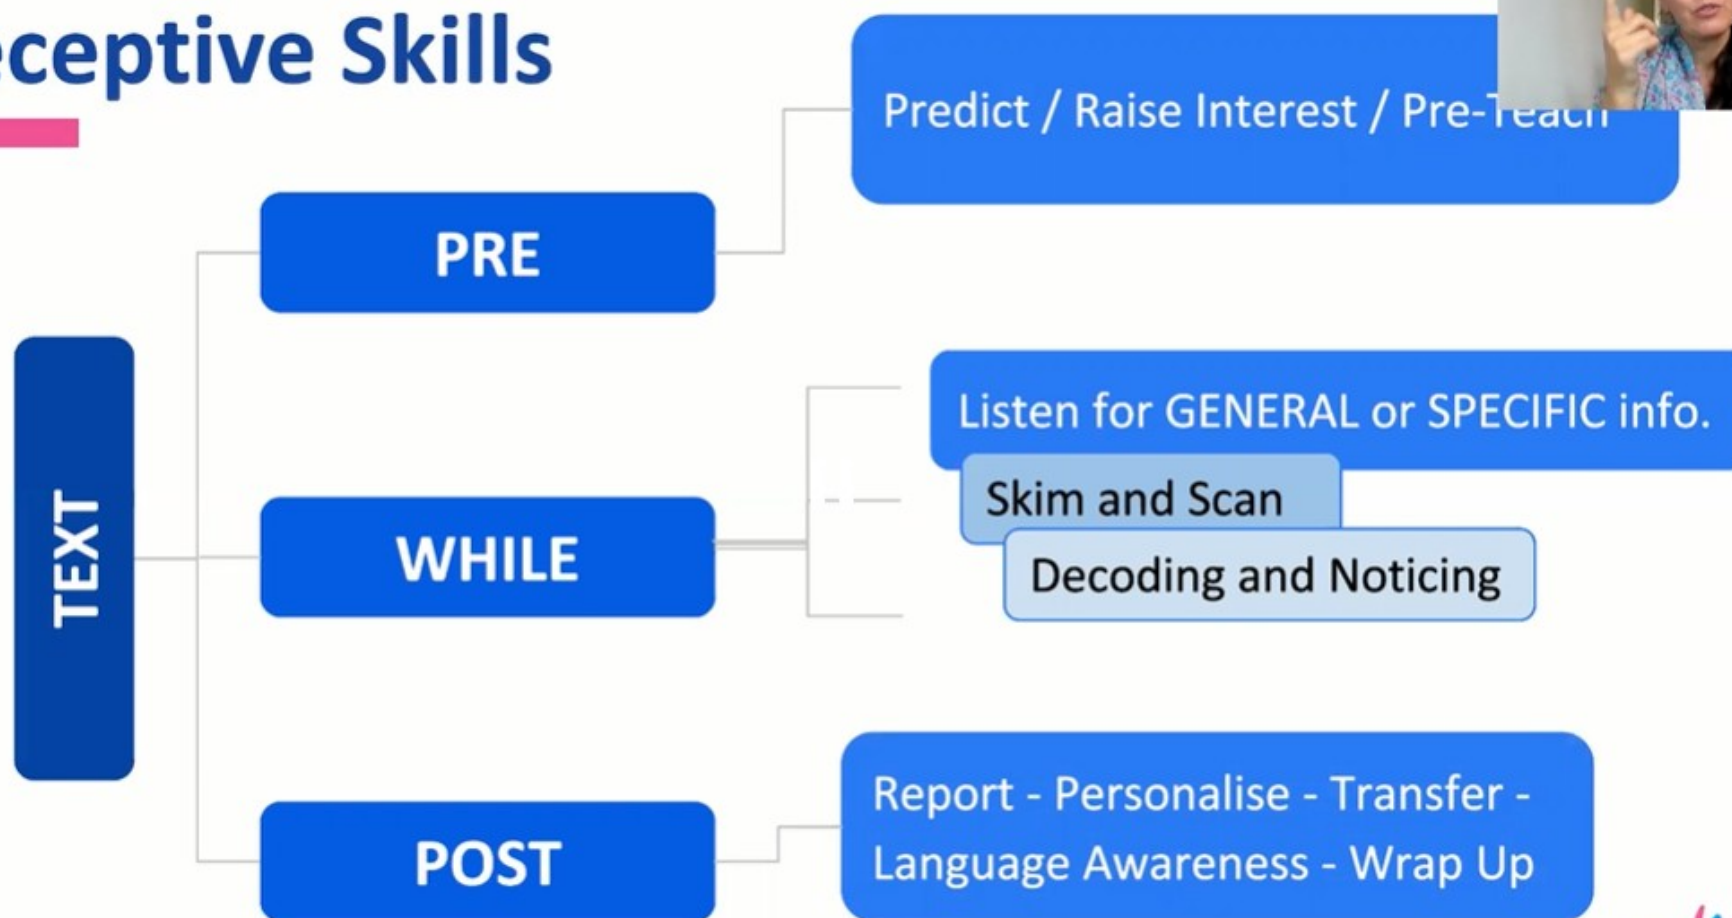 eceptive Skills
Predict / Raise Interest / Pre-Teach
PRE
TEXT
Listen for GENERAL or SPECIFIC info.
Skim and Scan
WHILE
Decoding and Noticing
Report - Personalise - Transfer -
Language Awareness - Wrap Up
POST